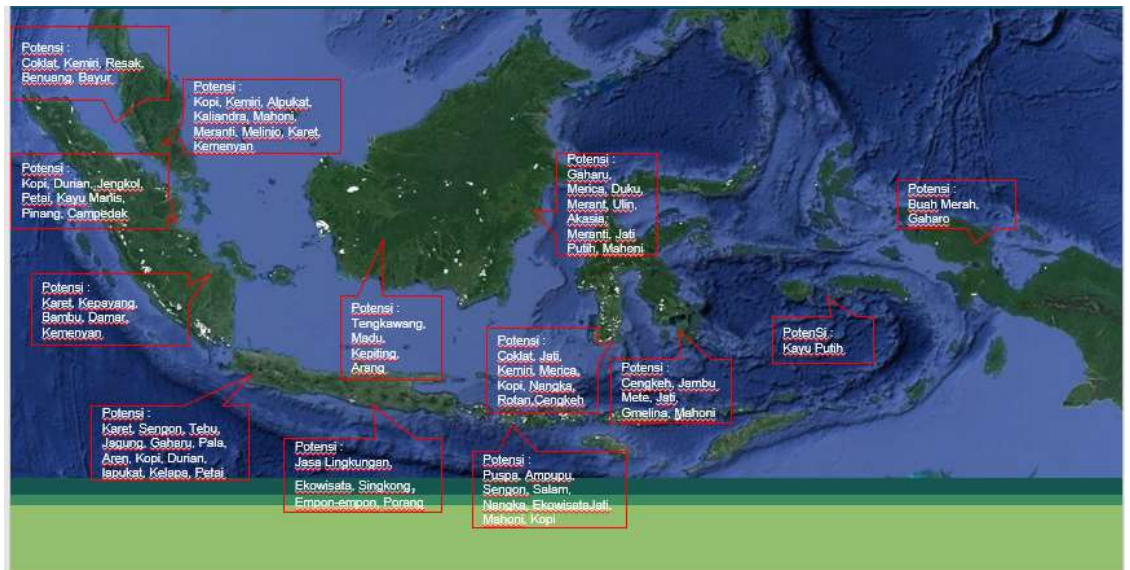 Potensi :
Coklat, Kemiri, Resak,
Benuang, Bayur
Potensi :
Kopi, Kemiri, Alpukat,
Kaliandra, Mahoni,
Meranti, Melinjo, Karet,
Kemenyan
Potensi :
Kopi, Durian, Jengkol,
Petai, Kayu Manis,
Pinang, Campedak
Potensi :
Gaharu,
Merica, Duku,
Merant, Ulin,
Akasia,
Meranti, Jati
Putih, Mahoni
Potensi :
Buah Merah,
Gaharo
Potensi :
Karet, Kepayang,
Bambu, Damar,
Kemenyan
Potensi :
Tengkawang,
Madu,
Kepiting,
Arang
Potensi :
Coklat, Jati,
Kemiri, Merica,
Kopi, Nangka,
Rotan,Cengkeh
Potensi :
Cengkeh, Jambu
Mete, Jati,
Gmelina, Mahoni
PotenSi :
Kayu Putih
Potensi :
Karet, Sengon, Tebu,
Jagung, Gaharu, Pala,
Aren, Kopi, Durian,
lapukat, Kelapa, Petai
Potensi :
Jasa Lingkungan,
Ekowisata, Singkong,
Empon-empon, Porang
Potensi :
Puspa, Ampupu,
Sengon, Salam,
Nangka, EkowisataJati,
Mahoni, Kopi